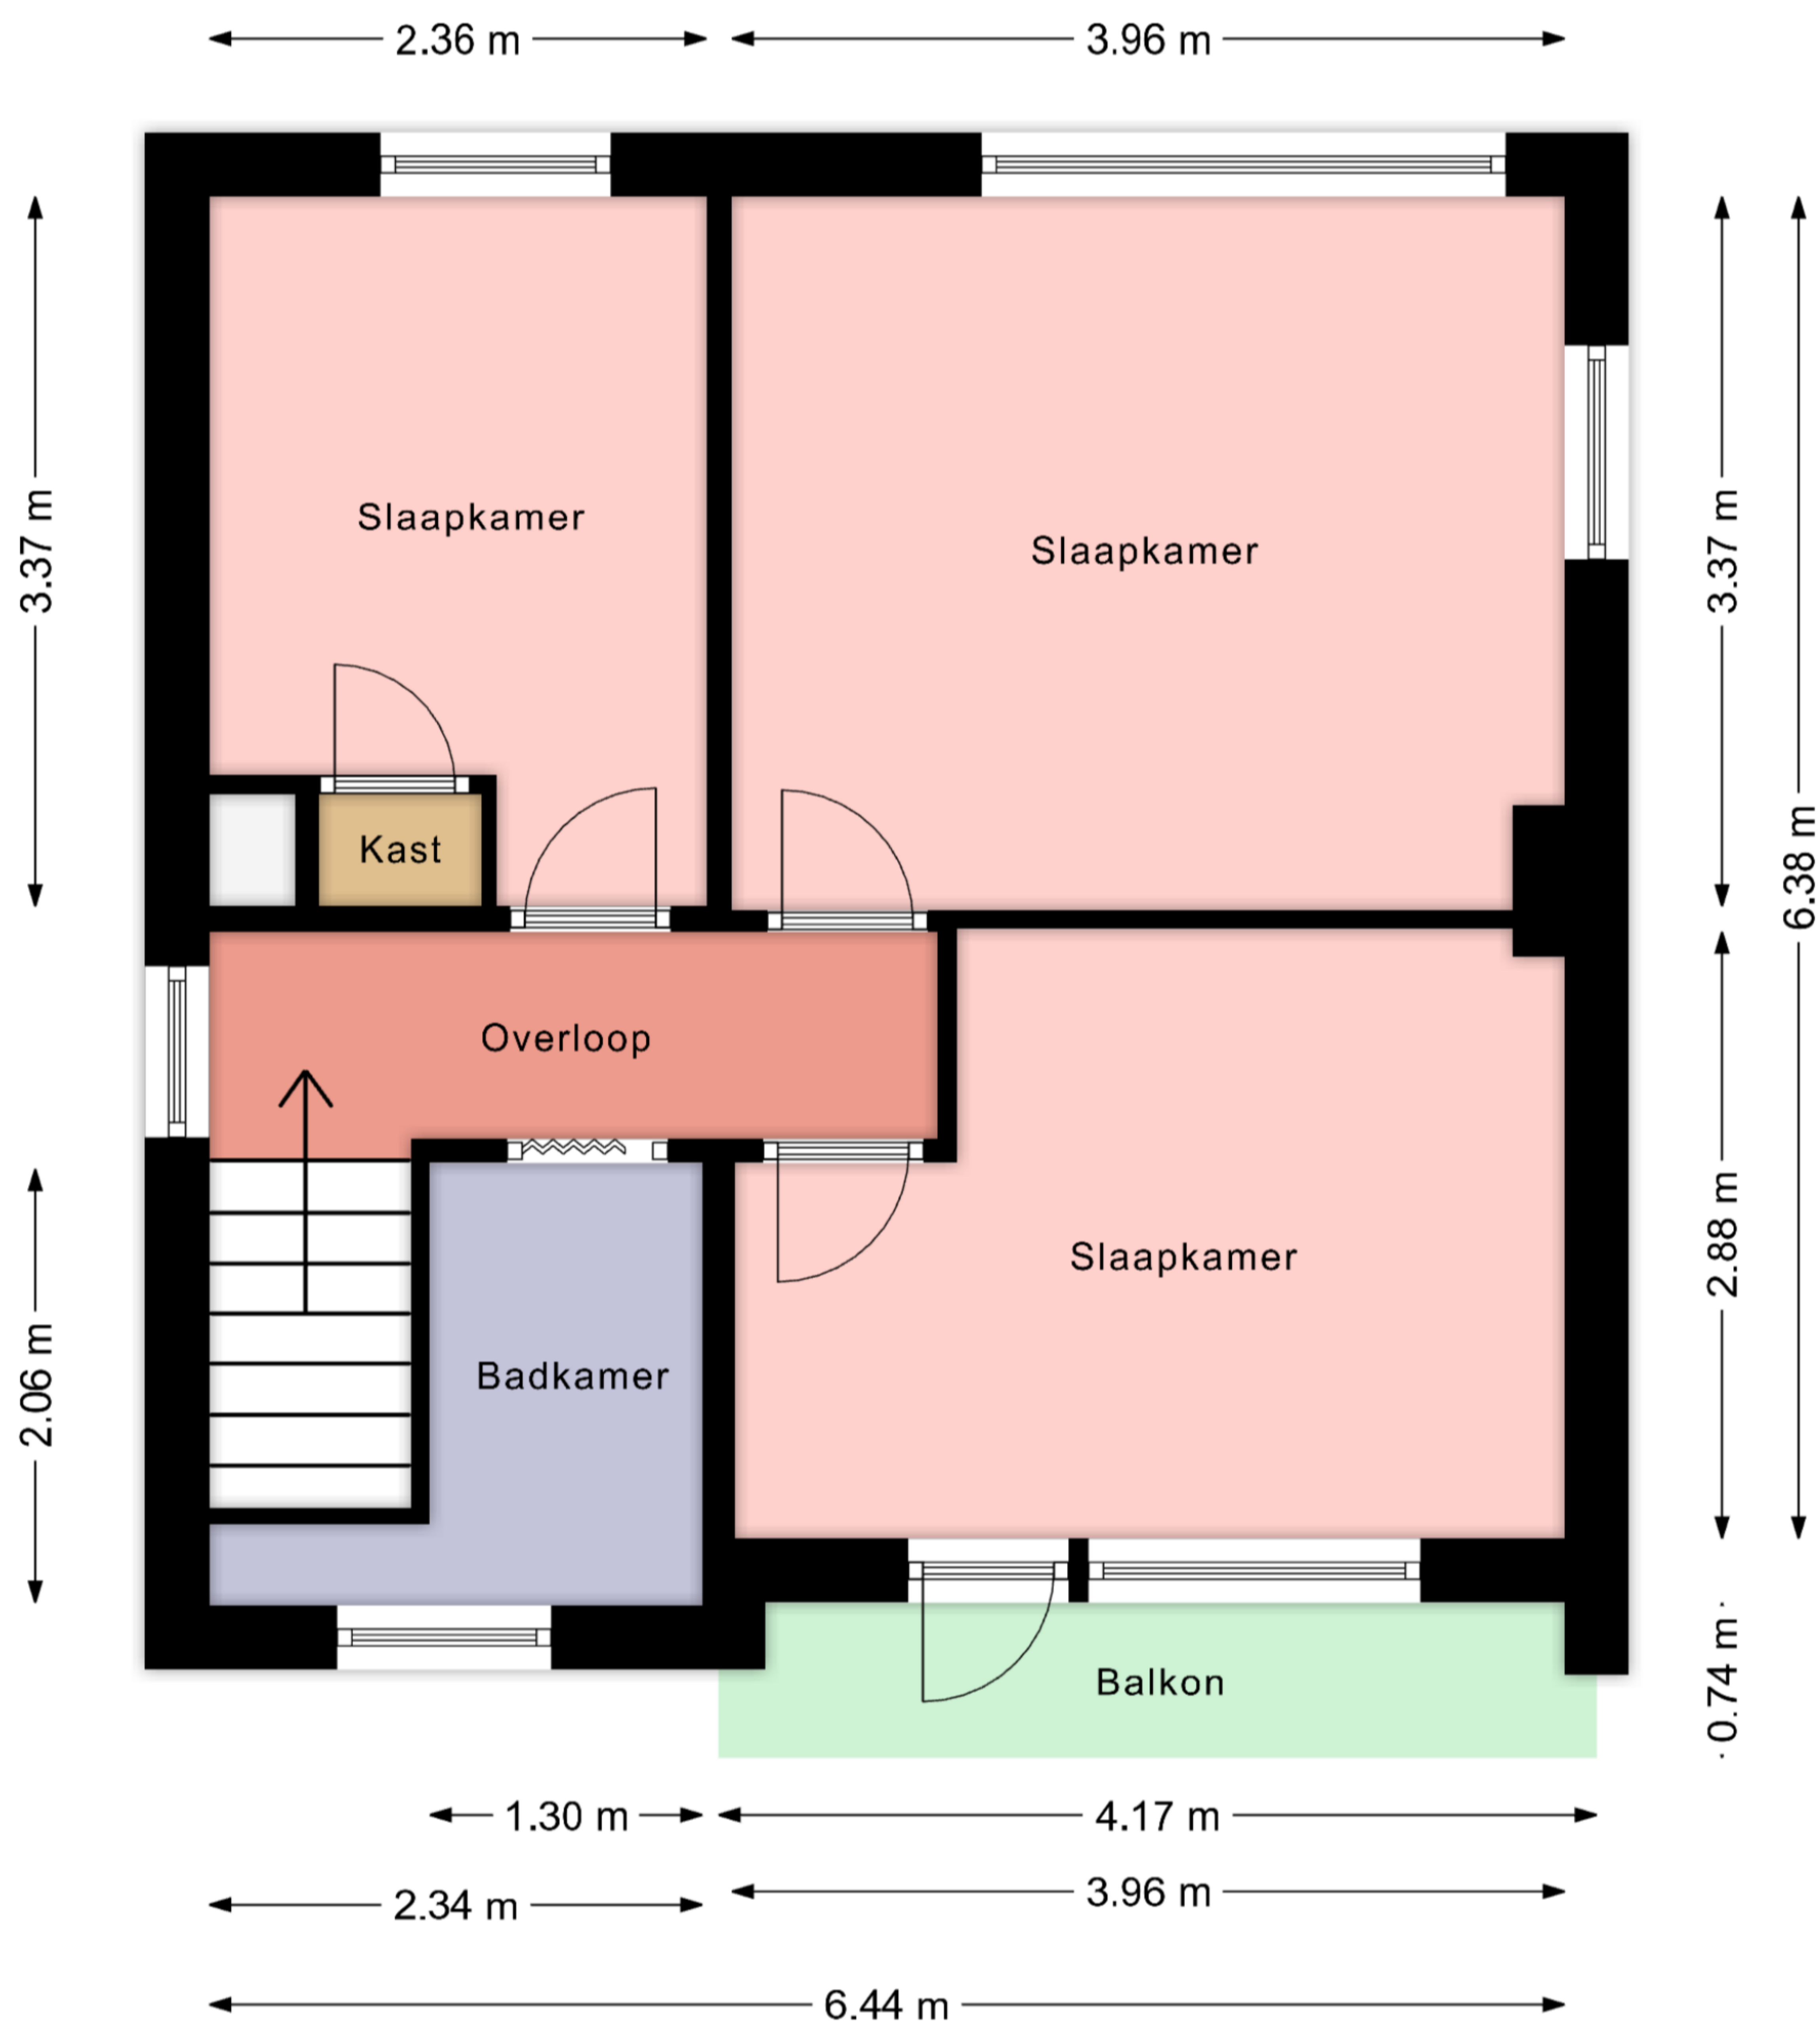 2.36 m
3.96 m
Slaapkamer
Slaapkamer
3.37 m
3.37 m
6.38 m
Kast
Overloop
Slaapkamer
2.88 m
Badkamer
2.06 m
Balkon
0.74 m
1.30 m
4.17 m
2.34 m
3.96 m
6.44 m